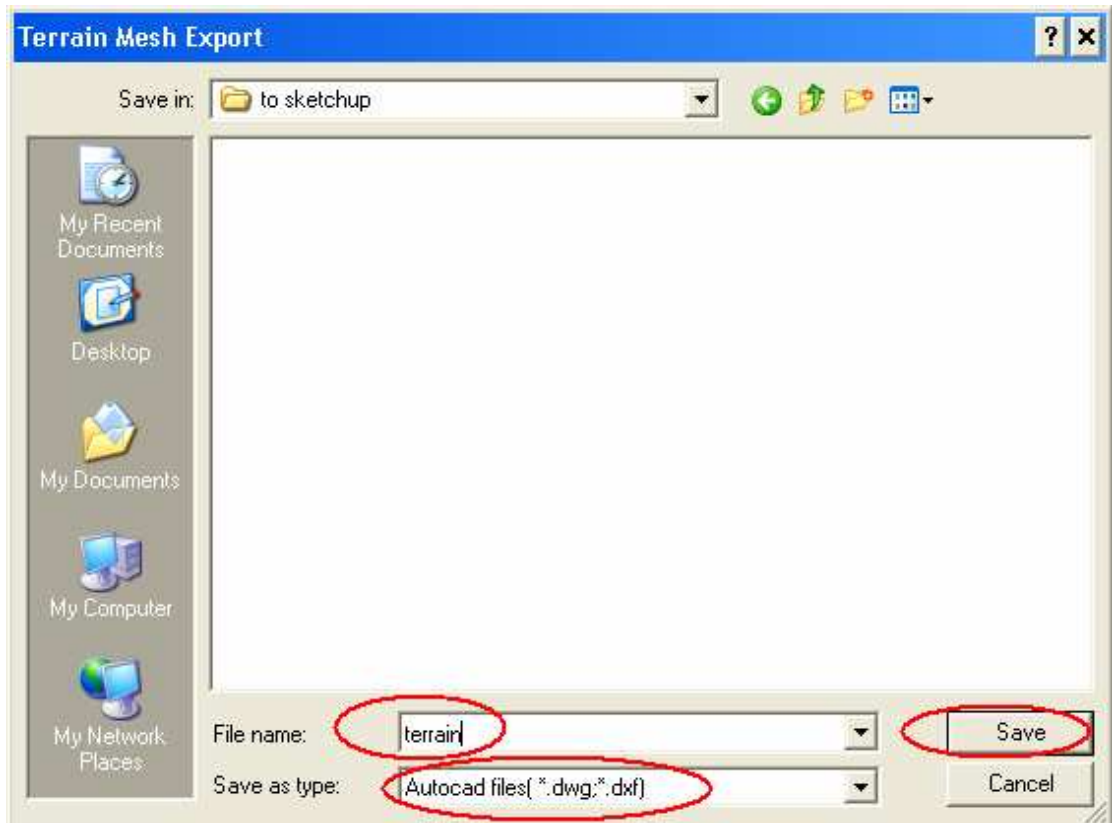 Terrain Mesh Export
Save in: to sketchup
My Recent
Documents
Desktop
My Documents
My Computer
My Network
Places
File name: terrain Save
Save as type: Autocad files( *.dwg;*.dxf) Cancel